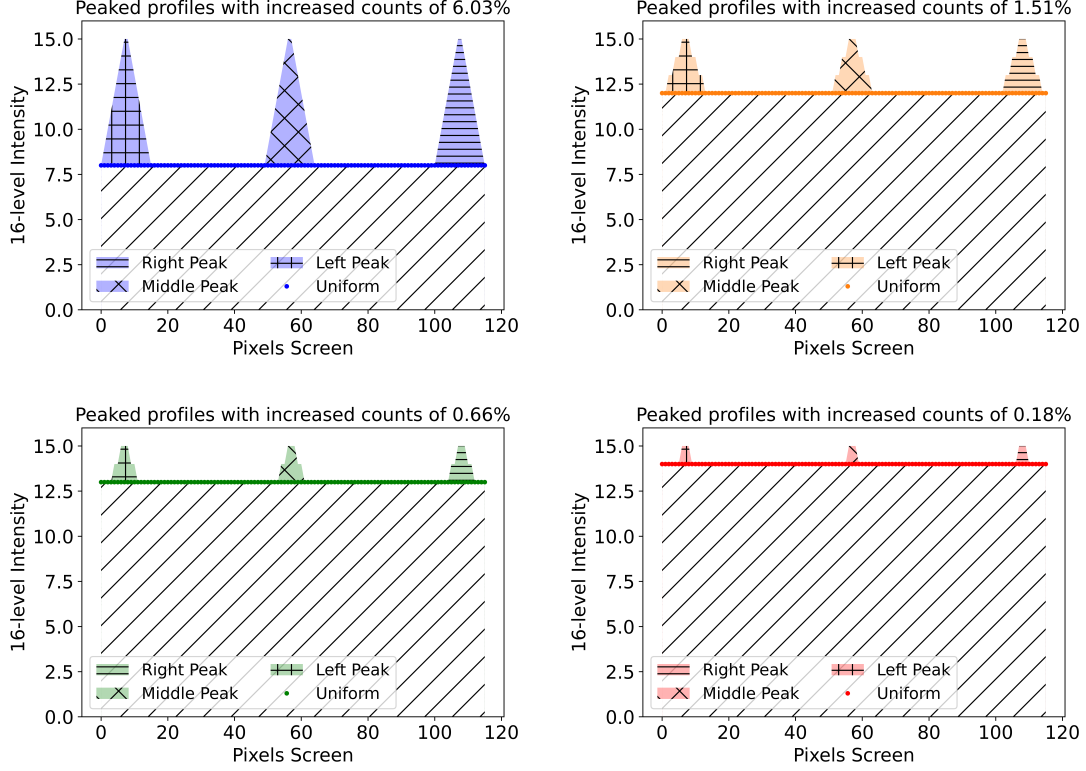 Peaked profiles with increased counts of 6.03%
16-level Intensity
15.0
12.5
10.0
7.5
5.0
2.5
0.0
Right Peak
Left Peak
Middle Peak
Uniform
0 20 40 60 80 100 120
Pixels Screen
Peaked profiles with increased counts of 1.51%
16-level Intensity
15.0
12.5
10.0
7.5
5.0
2.5
0.0
Right Peak
Left Peak
Middle Peak
Uniform
0 20 40 60 80 100 120
Pixels Screen
Peaked profiles with increased counts of 0.66%
16-level Intensity
15.0
12.5
10.0
7.5
5.0
2.5
0.0
Right Peak
Left Peak
Middle Peak
Uniform
0 20 40 60 80 100 120
Pixels Screen
Peaked profiles with increased counts of 0.18%
16-level Intensity
15.0
12.5
10.0
7.5
5.0
2.5
0.0
Right Peak
Left Peak
Middle Peak
Uniform
0 20 40 60 80 100 120
Pixels Screen